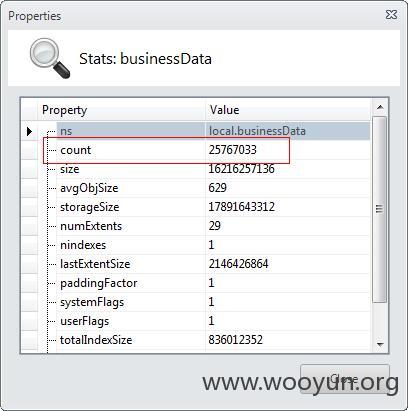 Properties
Stats: businessData
Property Value
ns local.businessData
count 25767033
size 16216257136
avgObjSize 629
storageSize 17891643312
numExtents 29
nindexes 1
lastExtentSize 2146426864
paddingFactor 1
systemFlags 1
userFlags 1
totalIndexSize 836012352
Close
www.wooyun.org